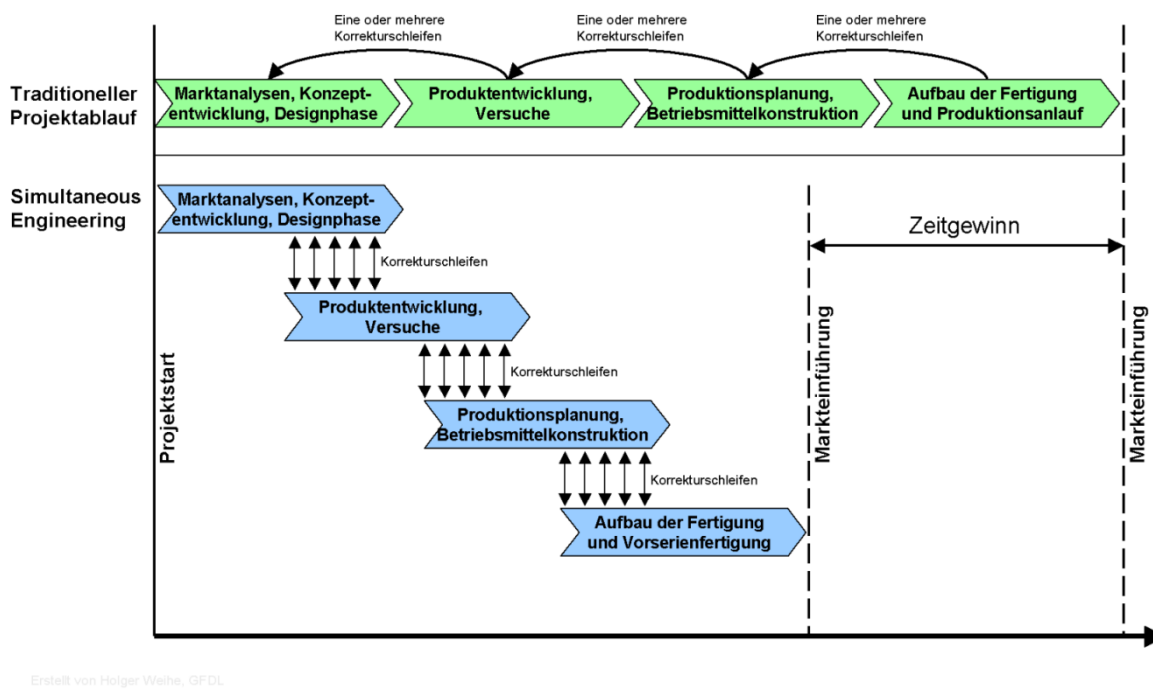 Eine oder mehrere
Korrekturschleifen
Eine oder mehrere
Korrekturschleifen
Eine oder mehrere
Korrekturschleifen
Traditioneller
Projektablauf
Marktanalysen, Konzept-
entwicklung, Designphase
Produktentwicklung,
Versuche
Produktionsplanung,
Betriebsmittelkonstruktion
Aufbau der Fertigung
und Produktionsanlauf
Simultaneous
Engineering
Marktanalysen, Konzept-
entwicklung, Designphase
Zeitgewinn
Korrekturschleifen
Produktentwicklung,
Versuche
Korrekturschleifen
Produktionsplanung,
Betriebsmittelkonstruktion
Korrekturschleifen
Aufbau der Fertigung
und Vorserienfertigung
Projektstart
Markteinführung
Markteinführung
Erstellt von Holger Weihe, GFDL